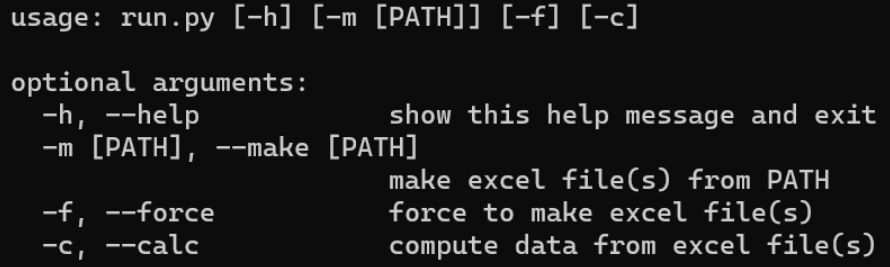 usage: run.py [-h] [-m [PATH]] [-f] [-c]
optional arguments:
-h, --help show this help message and exit
-m [PATH], --make [PATH]
make excel file(s) from PATH
-f, --force force to make excel file(s)
-c, --calc compute data from excel file(s)